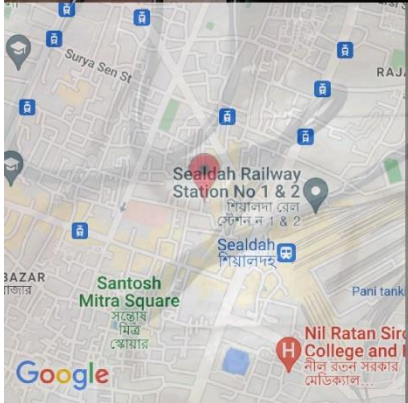 Surya Sen St
RAJA
Sealdah Railway
Station No 1 & 2
শিয়ালদা রেল
স্টেশন ন 1 & 2
Sealdah
শিয়ালদহ
BAZAR
Santosh
Mitra Square
সন্তোষ
মিত্র
স্কোয়ার
Pani tank
Nil Ratan Sirc
College and H
নীল রতন সরকার
মেডিক্যাল...
H
Google